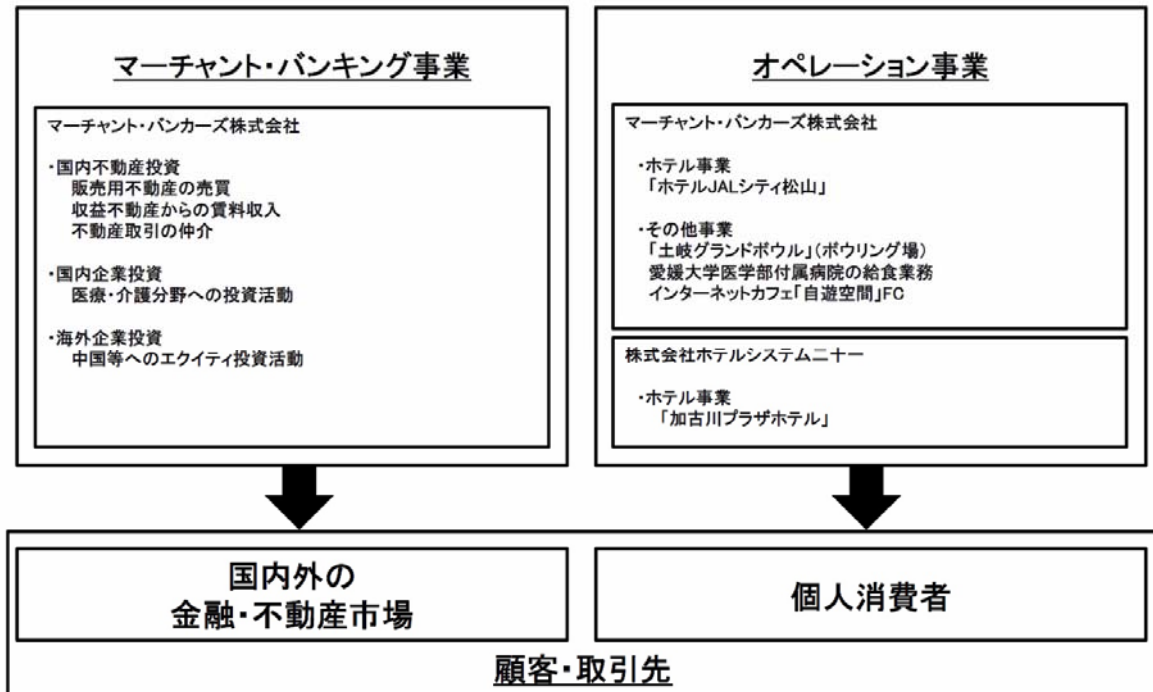 マーチャント・バンキング事業
マーチャント・バンカーズ株式会社
・国内不動産投資
販売用不動産の売買
収益不動産からの賃料収入
不動産取引の仲介
・国内企業投資
医療・介護分野への投資活動
・海外企業投資
中国等へのエクイティ投資活動
オペレーション事業
マーチャント・バンカーズ株式会社
・ホテル事業
「ホテルJALシティ松山」
・その他事業
「土岐グランドボウル」(ボウリング場)
愛媛大学医学部付属病院の給食業務
インターネットカフェ「自遊空間」FC
株式会社ホテルシステム二十一
・ホテル事業
「加古川プラザホテル」
国内外の
金融・不動産市場
個人消費者
顧客・取引先